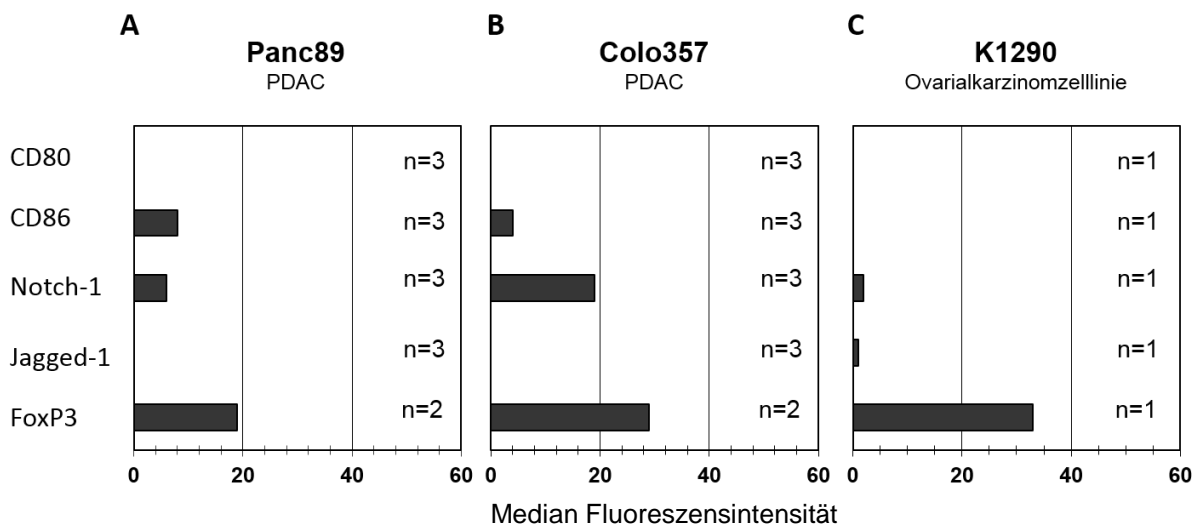 A B C
Panc89 Colo357 K1290
PDAC PDAC Ovarialkarzinomzelllinie
CD80 n=3 n=3 n=1
CD86 n=3 n=3 n=1
Notch-1 n=3 n=3 n=1
Jagged-1 n=3 n=3 n=1
FoxP3 n=2 n=2 n=1
0 20 40 60 0 20 40 60 0 20 40 60
Median Fluoreszensintensität